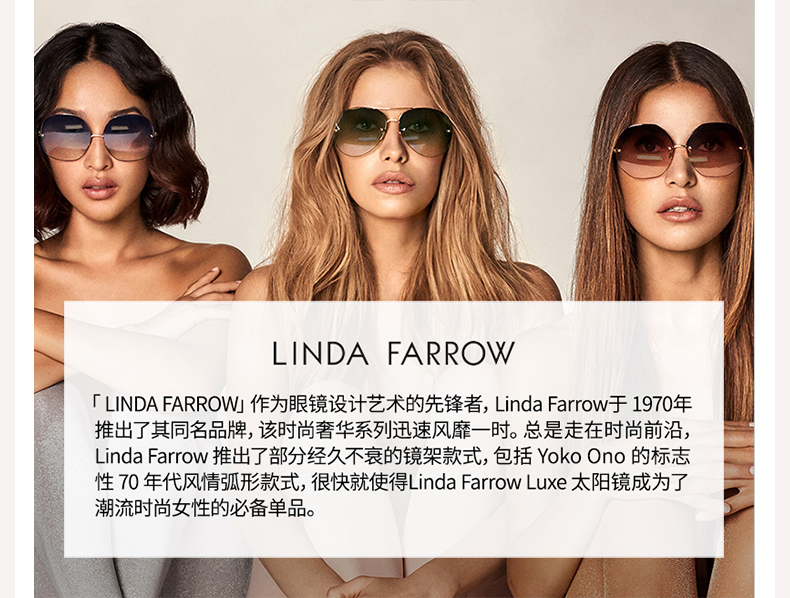 LINDA FARROW
「LINDA FARROW」作为眼镜设计艺术的先锋者，Linda Farrow于 1970年
推出了其同名品牌，该时尚奢华系列迅速风靡一时。总是走在时尚前沿，
Linda Farrow 推出了部分经久不衰的镜架款式，包括 Yoko Ono 的标志
性 70 年代风情弧形款式，很快就使得Linda Farrow Luxe 太阳镜成为了
潮流时尚女性的必备单品。